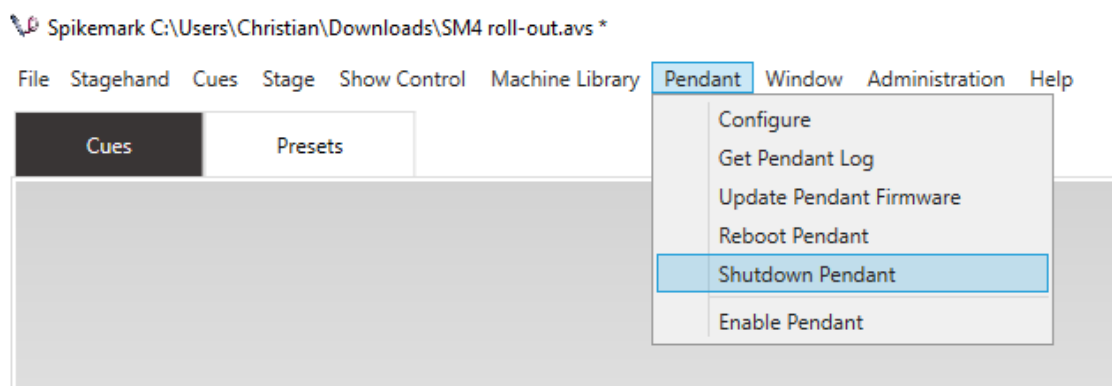 Spikemark C:\Users\Christian\Downloads\SM4 roll-out.avs *
File Stagehand Cues Stage Show Control Machine Library Pendant Window Administration Help
Cues Presets
Configure
Get Pendant Log
Update Pendant Firmware
Reboot Pendant
Shutdown Pendant
Enable Pendant